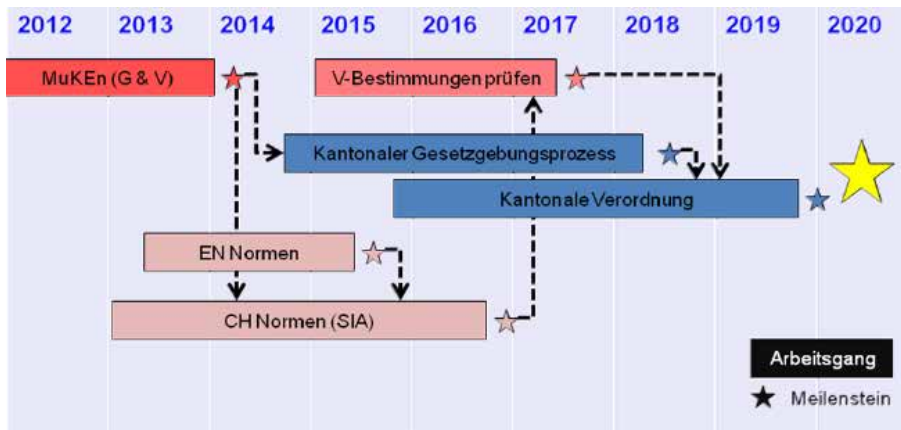 2012 2013 2014 2015 2016 2017 2018 2019 2020
MuKEn (G & V)
V-Bestimmungen prüfen
Kantonaler Gesetzgebungsprozess
Kantonale Verordnung
EN Normen
CH Normen (SIA)
Arbeitsgang
Meilenstein